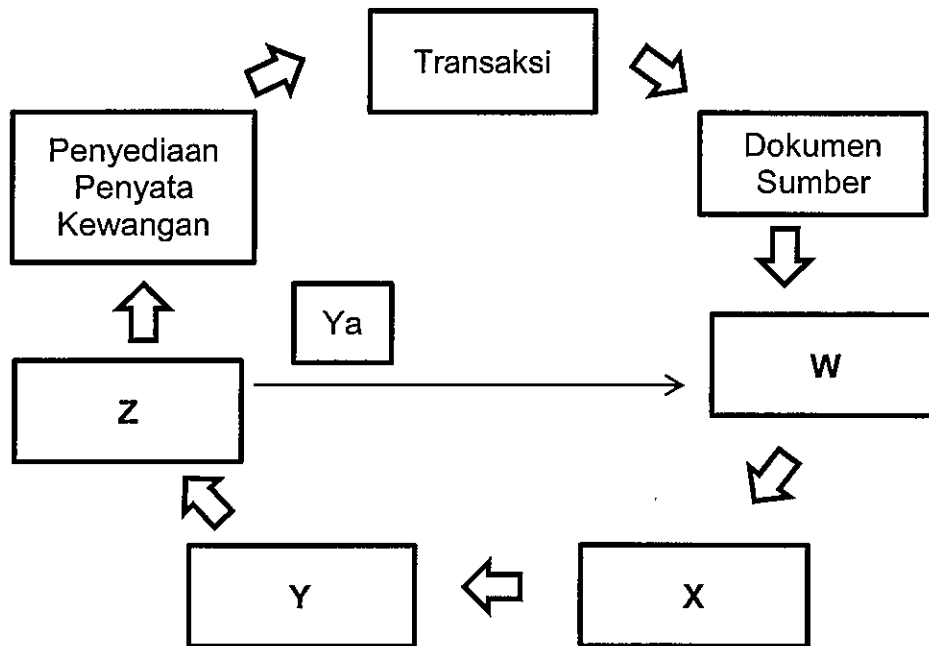 Transaksi
Dokumen
Sumber
Penyediaan
Penyata
Kewangan
Ya
W
Z
Y
X